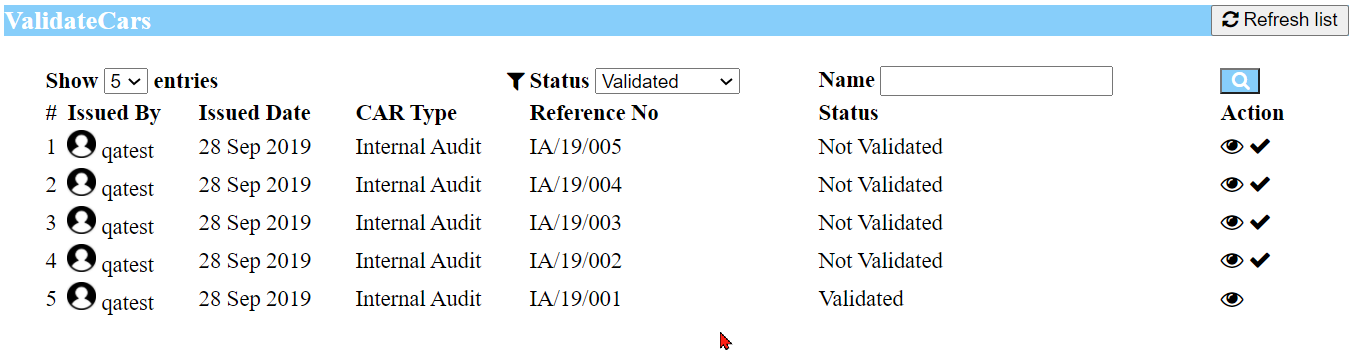 ValidateCars Refresh list
Show 5 entries Status Validated Name
# Issued By Issued Date CAR Type Reference No Status Action
1 qatest 28 Sep 2019 Internal Audit IA/19/005 Not Validated
2 qatest 28 Sep 2019 Internal Audit IA/19/004 Not Validated
3 qatest 28 Sep 2019 Internal Audit IA/19/003 Not Validated
4 qatest 28 Sep 2019 Internal Audit IA/19/002 Not Validated
5 qatest 28 Sep 2019 Internal Audit IA/19/001 Validated